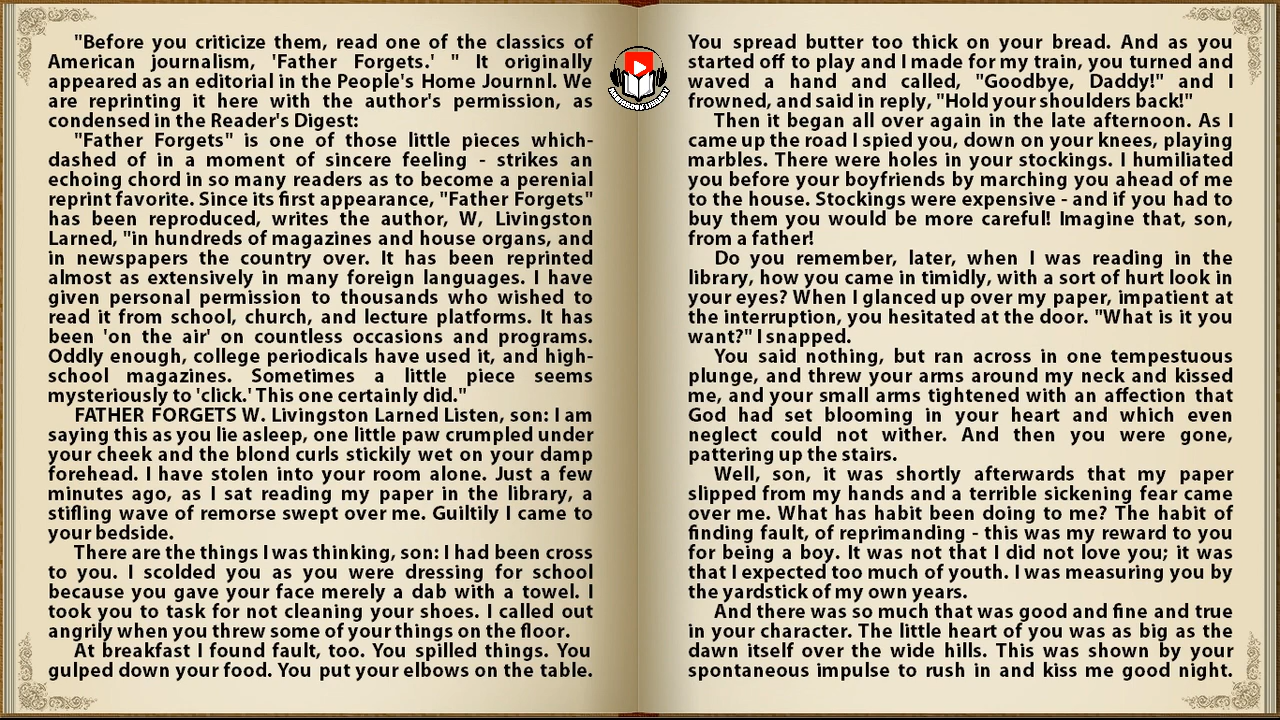 "Before you criticize them, read one of the classics of
American journalism, 'Father Forgets.' " It originally
appeared as an editorial in the People's Home Journnl. We
are reprinting it here with the author's permission, as
condensed in the Reader's Digest:
"Father Forgets" is one of those little pieces which-
dashed of in a moment of sincere feeling - strikes an
echoing chord in so many readers as to become a perenial
reprint favorite. Since its first appearance, "Father Forgets"
has been reproduced, writes the author, W, Livingston
Larned, "in hundreds of magazines and house organs, and
in newspapers the country over. It has been reprinted
almost as extensively in many foreign languages. I have
given personal permission to thousands who wished to
read it from school, church, and lecture platforms. It has
been 'on the air' on countless occasions and programs.
Oddly enough, college periodicals have used it, and high-
school magazines. Sometimes a little piece seems
mysteriously to 'click.' This one certainly did."
FATHER FORGETS W. Livingston Larned Listen, son: I am
saying this as you lie asleep, one little paw crumpled under
your cheek and the blond curls stickily wet on your damp
forehead. I have stolen into your room alone. Just a few
minutes ago, as I sat reading my paper in the library, a
stifling wave of remorse swept over me. Guiltily I came to
your bedside.
There are the things I was thinking, son: I had been cross
to you. I scolded you as you were dressing for school
because you gave your face merely a dab with a towel. I
took you to task for not cleaning your shoes. I called out
angrily when you threw some of your things on the floor.
At breakfast I found fault, too. You spilled things. You
gulped down your food. You put your elbows on the table.
You spread butter too thick on your bread. And as you
started off to play and I made for my train, you turned and
waved a hand and called, "Goodbye, Daddy!" and I
frowned, and said in reply, "Hold your shoulders back!"
Then it began all over again in the late afternoon. As I
came up the road I spied you, down on your knees, playing
marbles. There were holes in your stockings. I humiliated
you before your boyfriends by marching you ahead of me
to the house. Stockings were expensive - and if you had to
buy them you would be more careful! Imagine that, son,
from a father!
Do you remember, later, when I was reading in the
library, how you came in timidly, with a sort of hurt look in
your eyes? When I glanced up over my paper, impatient at
the interruption, you hesitated at the door. "What is it you
want?" I snapped.
You said nothing, but ran across in one tempestuous
plunge, and threw your arms around my neck and kissed
me, and your small arms tightened with an affection that
God had set blooming in your heart and which even
neglect could not wither. And then you were gone,
pattering up the stairs.
Well, son, it was shortly afterwards that my paper
slipped from my hands and a terrible sickening fear came
over me. What has habit been doing to me? The habit of
finding fault, of reprimanding - this was my reward to you
for being a boy. It was not that I did not love you; it was
that I expected too much of youth. I was measuring you by
the yardstick of my own years.
And there was so much that was good and fine and true
in your character. The little heart of you was as big as the
dawn itself over the wide hills. This was shown by your
spontaneous impulse to rush in and kiss me good night.